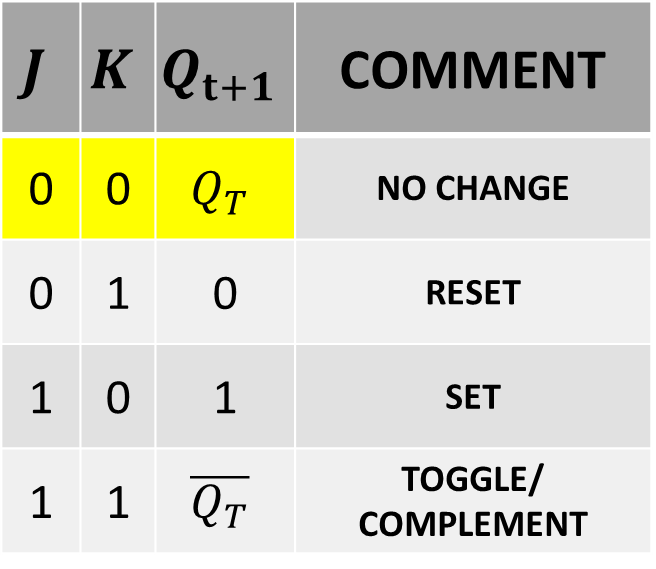 J K Qt+1 COMMENT
0 0 QT NO CHANGE
0 1 0 RESET
1 0 1 SET
1 1 Q̅T̅ TOGGLE/
COMPLEMENT